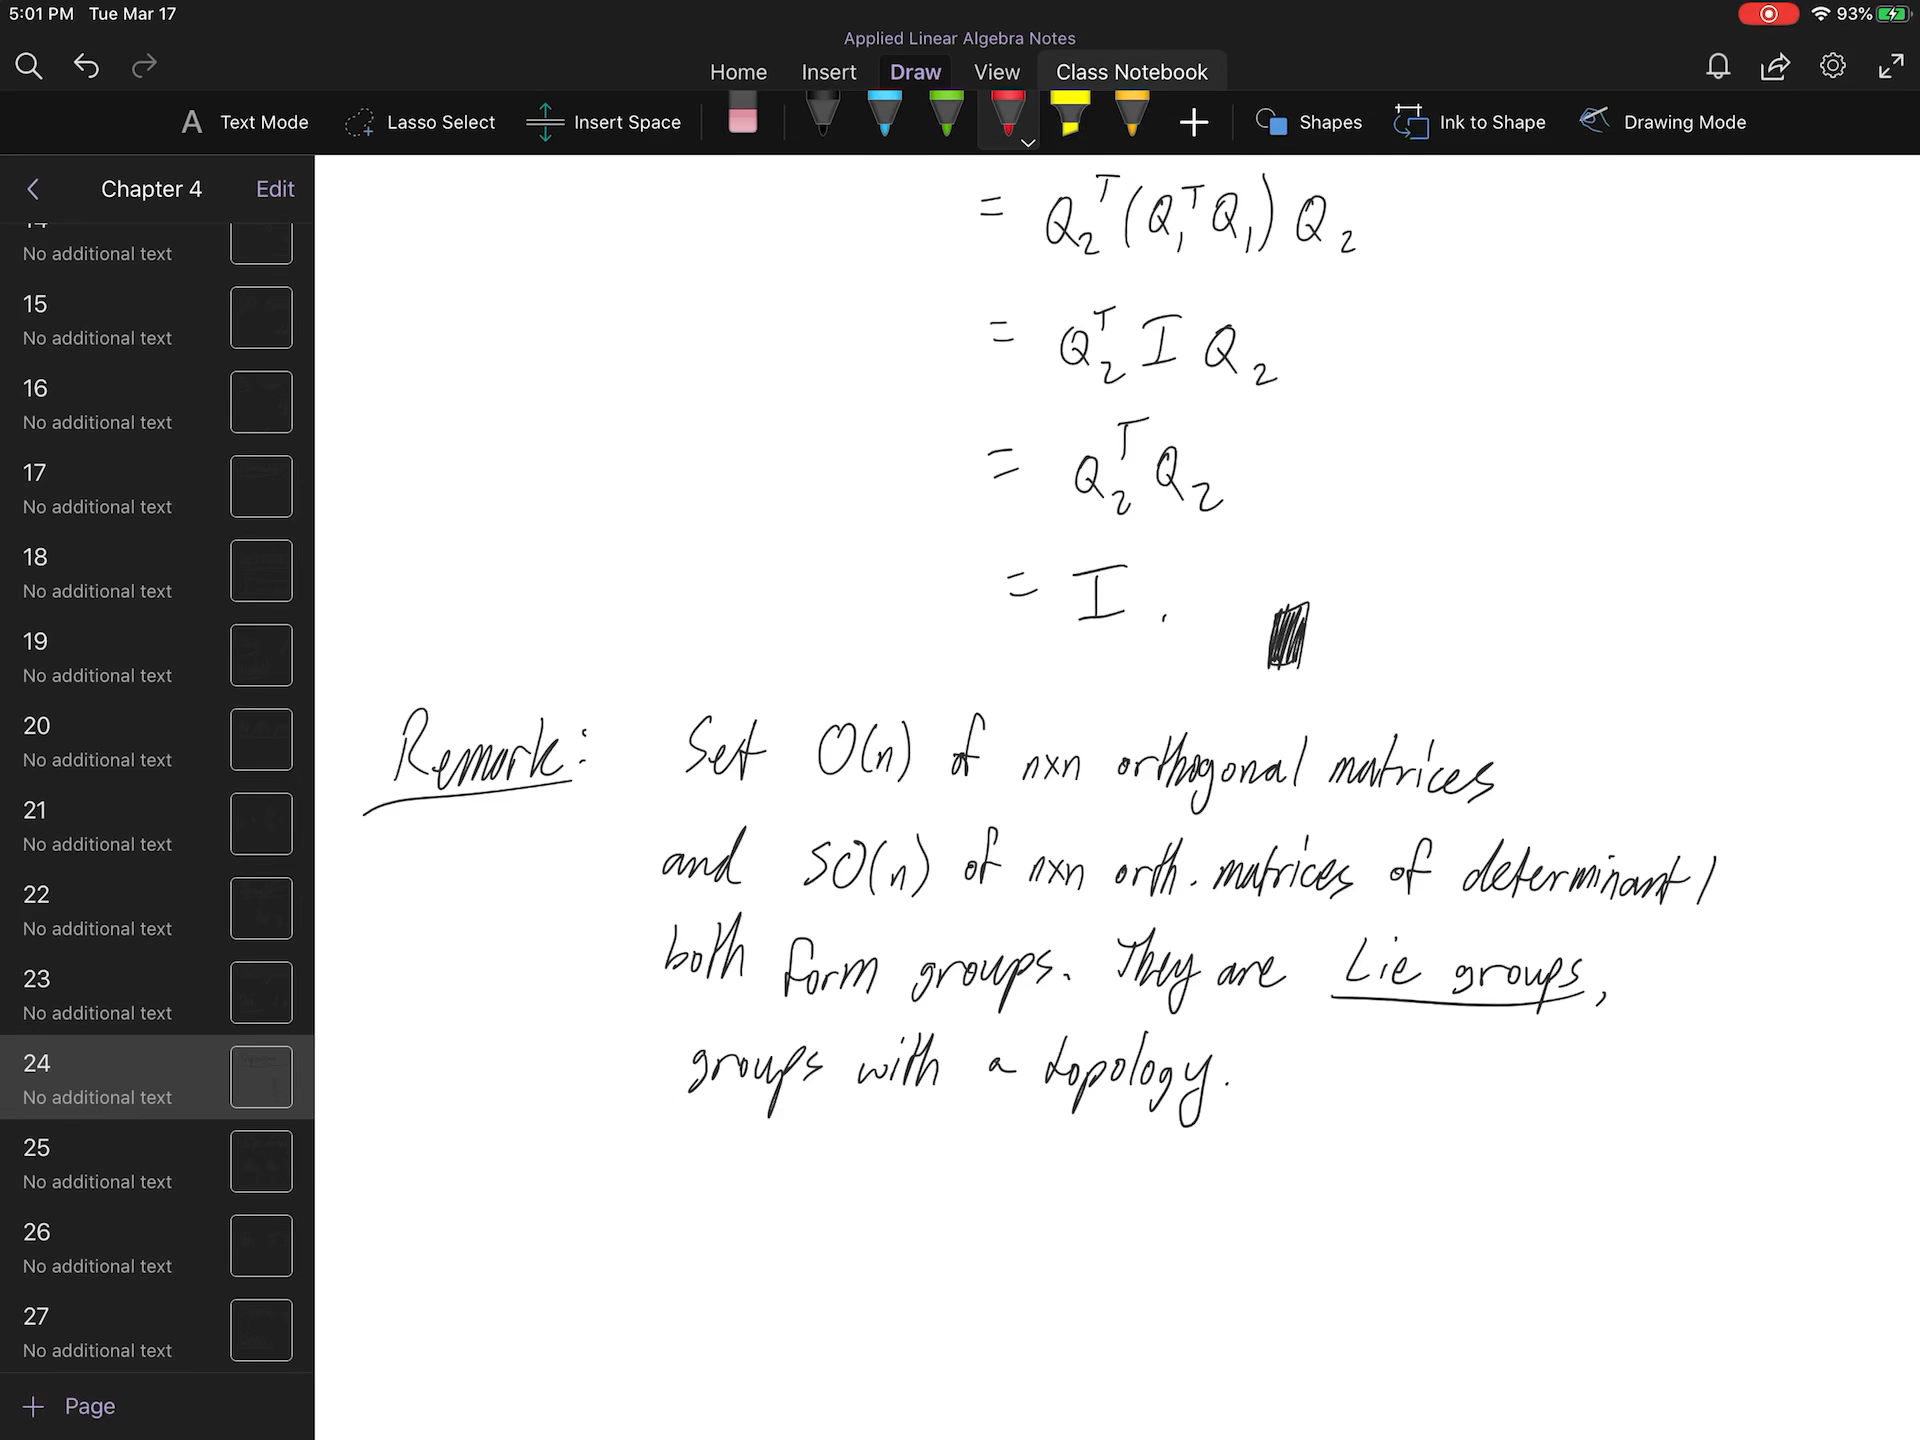 5:01 PM Tue Mar 17
93%
Applied Linear Algebra Notes
Home Insert Draw View Class Notebook
Text Mode Lasso Select Insert Space Shapes Ink to Shape Drawing Mode
Chapter 4 Edit
14
No additional text
15
No additional text
16
No additional text
17
No additional text
18
No additional text
19
No additional text
20
No additional text
21
No additional text
22
No additional text
23
No additional text
24
No additional text
25
No additional text
26
No additional text
27
No additional text
+ Page
= Q₂ᵀ(Q₁ᵀQ₁)Q₂
= Q₂ᵀ I Q₂
= Q₂ᵀ Q₂
= I.
Remark: Set O(n) of nxn orthogonal matrices
and SO(n) of nxn orth. matrices of determinant 1
both form groups. They are Lie groups,
groups with a topology.